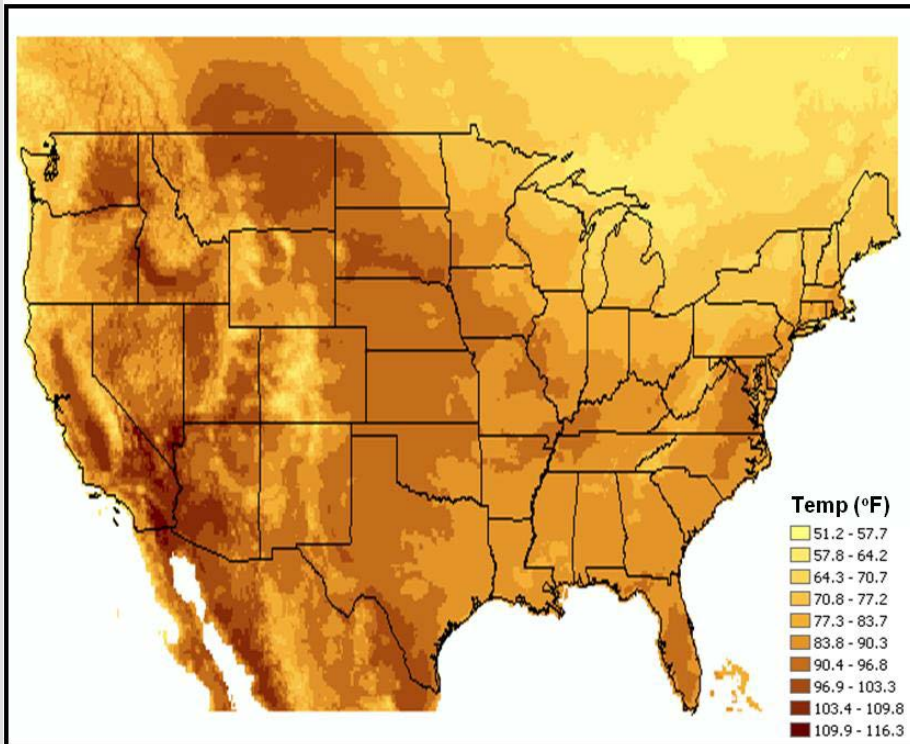 Temp (°F)
51.2 - 57.7
57.8 - 64.2
64.3 - 70.7
70.8 - 77.2
77.3 - 83.7
83.8 - 90.3
90.4 - 96.8
96.9 - 103.3
103.4 - 109.8
109.9 - 116.3